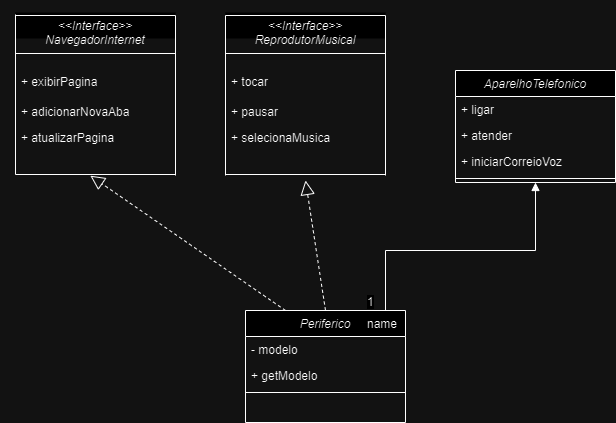 <<Interface>>
NavegadorInternet
+ exibirPagina
+ adicionarNovaAba
+ atualizarPagina
<<Interface>>
ReprodutorMusical
+ tocar
+ pausar
+ selecionaMusica
AparelhoTelefonico
+ ligar
+ atender
+ iniciarCorreioVoz
1
Periferico name
- modelo
+ getModelo